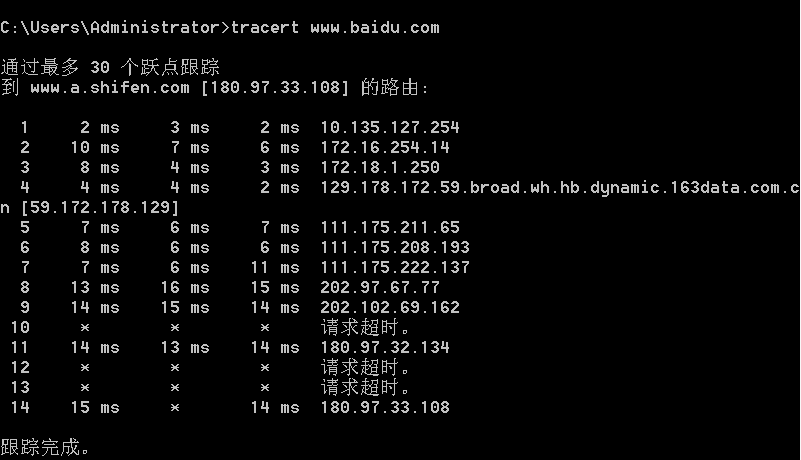 C:\Users\Administrator>tracert www.baidu.com
通过最多 30 个跃点跟踪
到 www.a.shifen.com [180.97.33.108] 的路由:
1 2 ms 3 ms 2 ms 10.135.127.254
2 10 ms 7 ms 6 ms 172.16.254.14
3 8 ms 4 ms 3 ms 172.18.1.250
4 4 ms 4 ms 2 ms 129.178.172.59.broad.wh.hb.dynamic.163data.com.c
n [59.172.178.129]
5 7 ms 6 ms 7 ms 111.175.211.65
6 8 ms 6 ms 6 ms 111.175.208.193
7 7 ms 6 ms 11 ms 111.175.222.137
8 13 ms 16 ms 15 ms 202.97.67.77
9 14 ms 15 ms 14 ms 202.102.69.162
10 * * * 请求超时。
11 14 ms 13 ms 14 ms 180.97.32.134
12 * * * 请求超时。
13 * * * 请求超时。
14 15 ms * 14 ms 180.97.33.108
跟踪完成。